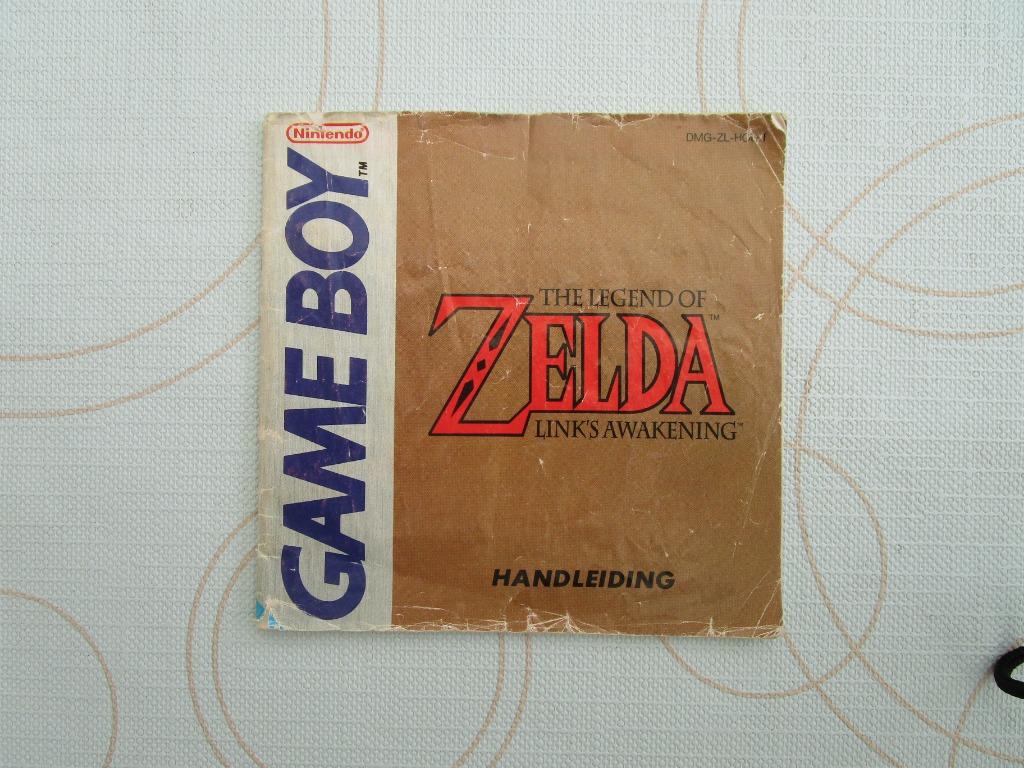 Nintendo
GAME BOY™
THE LEGEND OF
ZELDA™
LINK'S AWAKENING™
HANDLEIDING